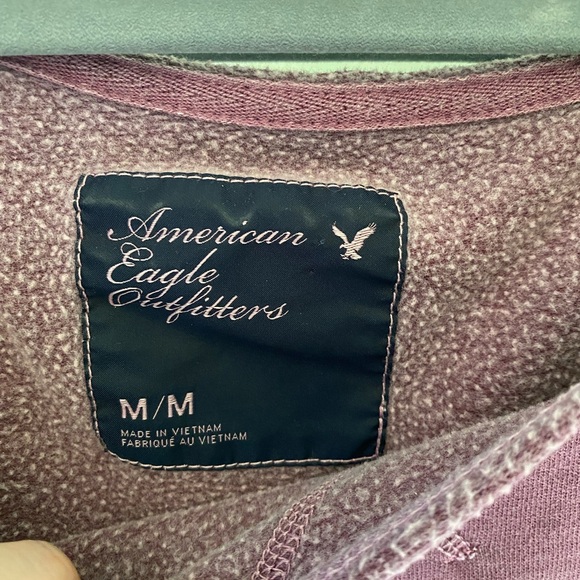 American
Eagle
Outfitters
M/M
MADE IN VIETNAM
FABRIQUÉ AU VIETNAM